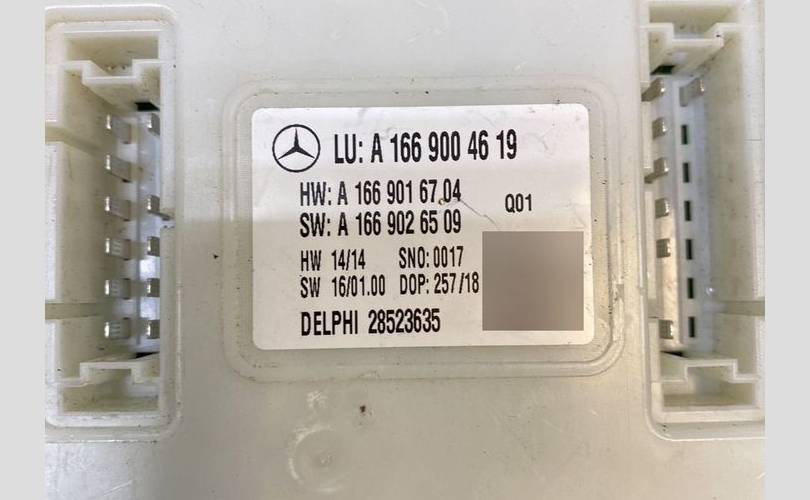 LU: A 166 900 46 19
HW: A 166 901 67 04
Q01
SW: A 166 902 65 09
HW 14/14 SNO: 0017
SW 16/01.00 DOP: 257/18
DELPHI 28523635